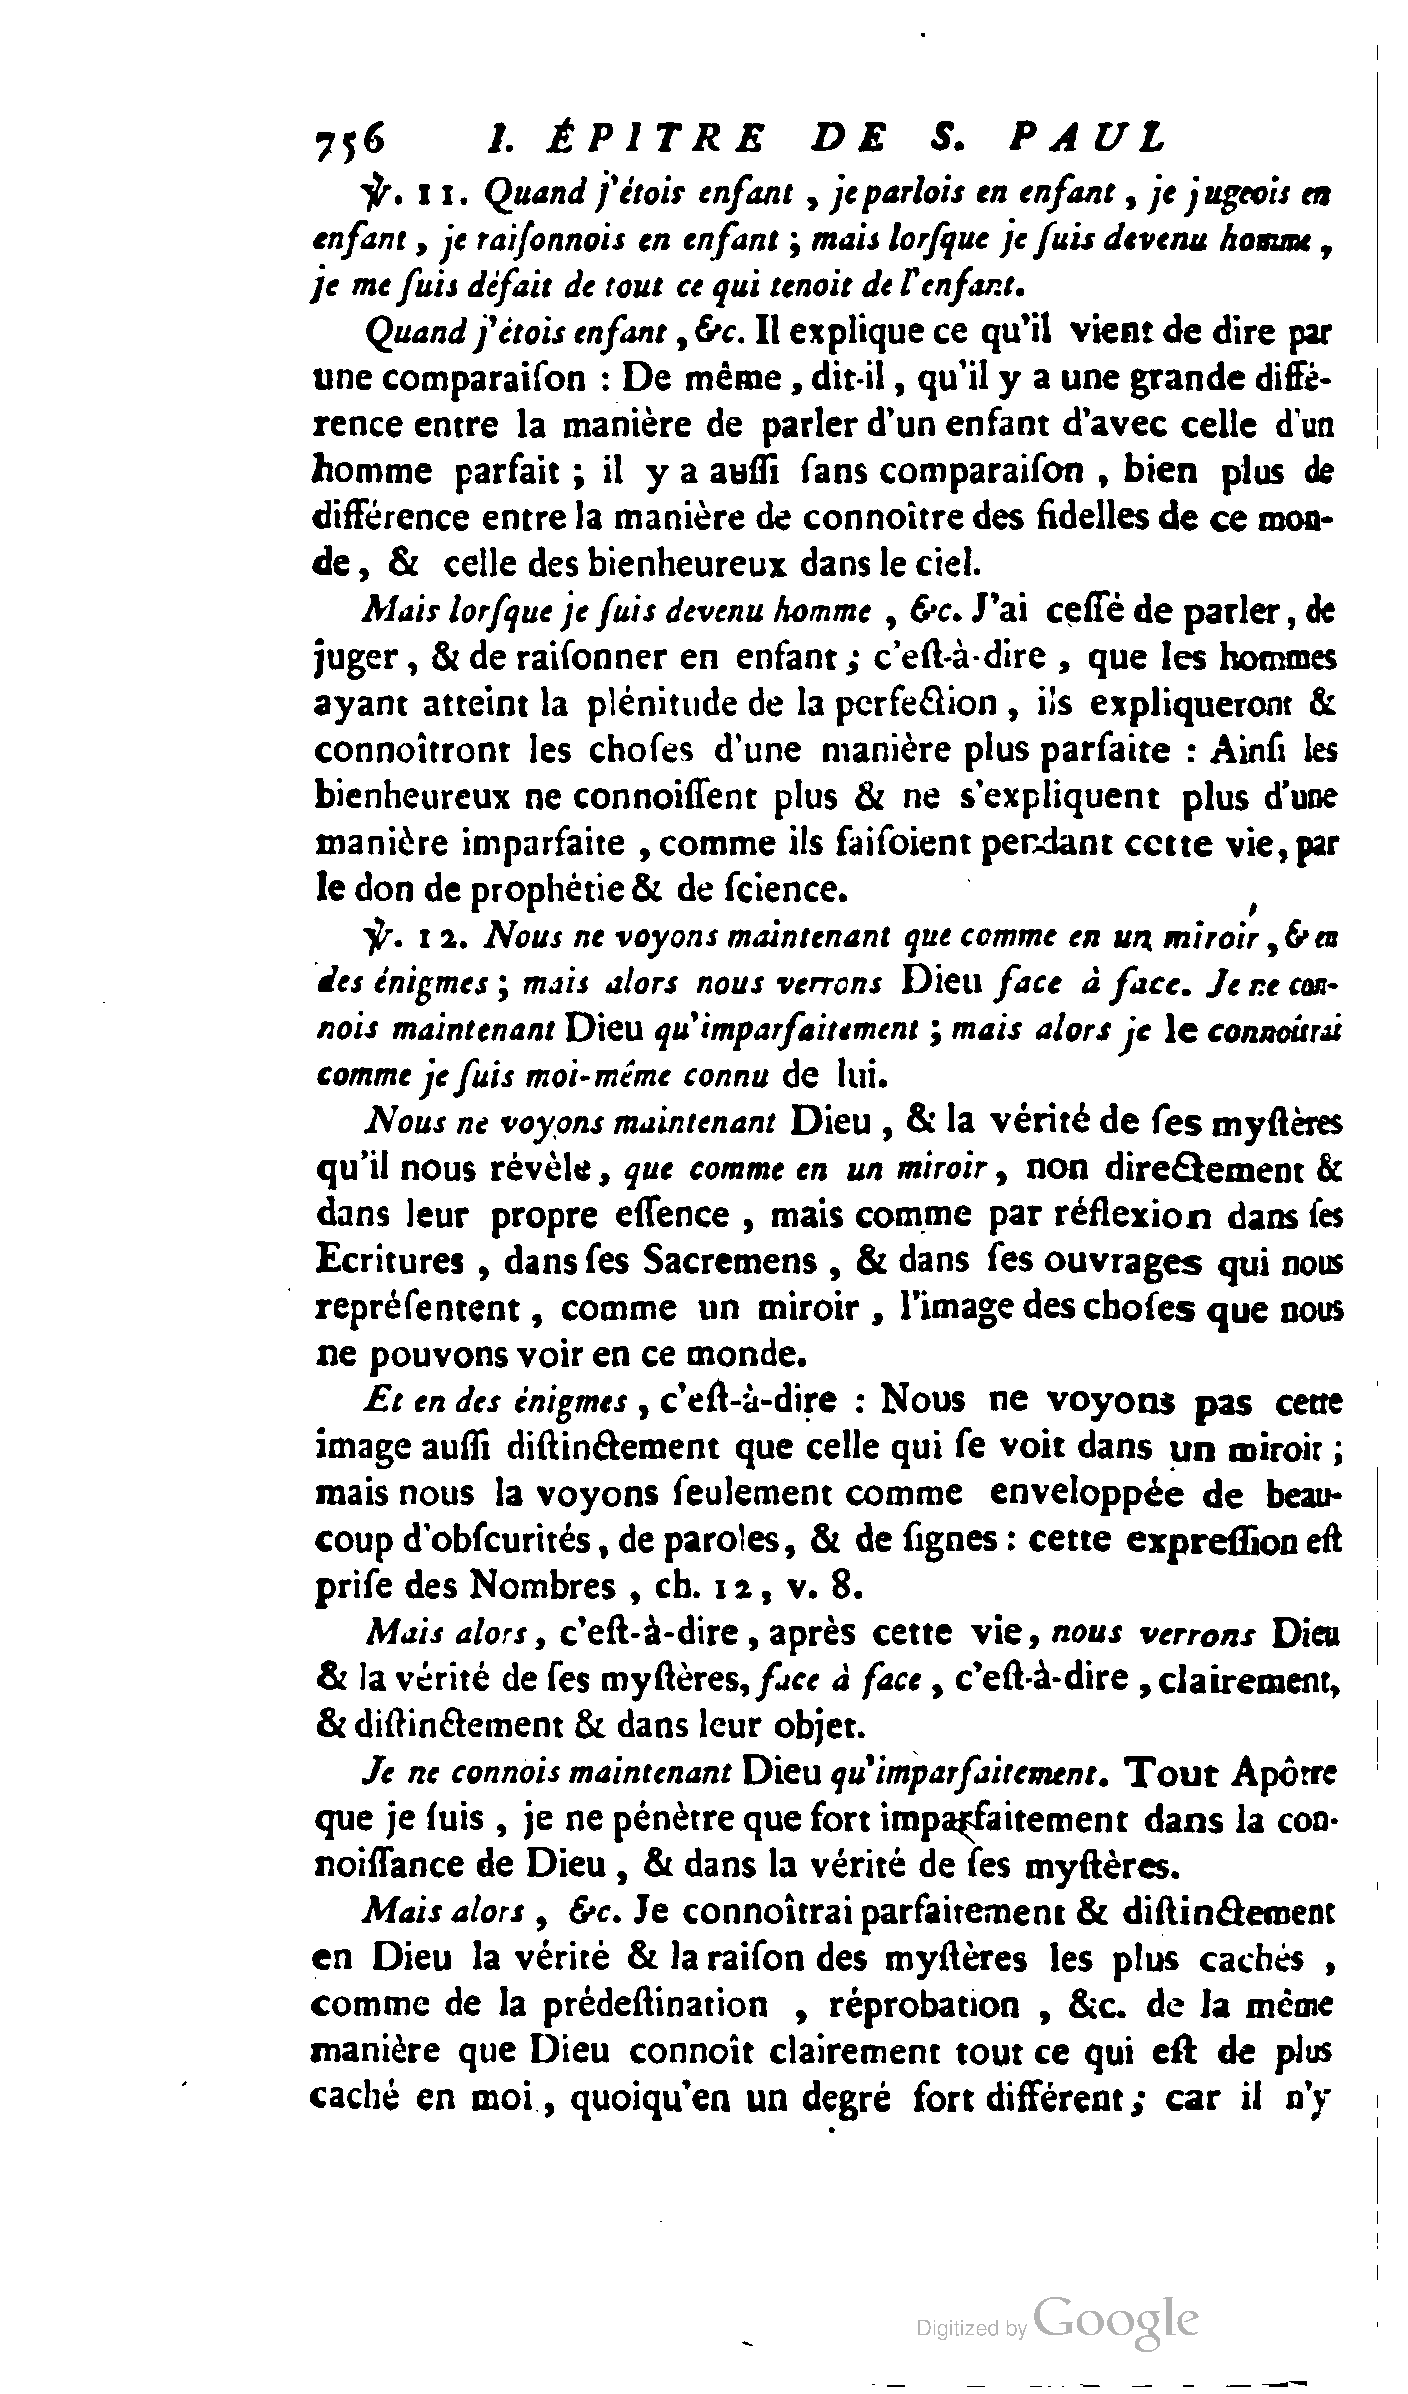 756 I. ÉPITRE DE S. PAUL
℣. 11. Quand j'étois enfant, je parlois en enfant, je jugeois en
enfant, je raiſonnois en enfant; mais lorſque je ſuis devenu homme,
je me ſuis défait de tout ce qui tenoit de l'enfant.
Quand j'étois enfant, &c. Il explique ce qu'il vient de dire par
une comparaiſon : De même, dit-il, qu'il y a une grande diffé-
rence entre la manière de parler d'un enfant d'avec celle d'un
homme parfait ; il y a auſſi ſans comparaiſon, bien plus de
différence entre la manière de connoître des fidelles de ce mon-
de, & celle des bienheureux dans le ciel.
Mais lorſque je ſuis devenu homme, &c. J'ai ceſſé de parler, de
juger, & de raiſonner en enfant; c'eſt-à-dire, que les hommes
ayant atteint la plénitude de la perfection, ils expliqueront &
connoîtront les choſes d'une manière plus parfaite : Ainſi les
bienheureux ne connoiſſent plus & ne s'expliquent plus d'une
manière imparfaite, comme ils faiſoient pendant cette vie, par
le don de prophétie & de ſcience.
℣. 12. Nous ne voyons maintenant que comme en un miroir, & en
des énigmes ; mais alors nous verrons Dieu face à face. Je ne con-
nois maintenant Dieu qu'imparfaitement ; mais alors je le connoîtrai
comme je ſuis moi-même connu de lui.
Nous ne voyons maintenant Dieu, & la vérité de ſes myſtères
qu'il nous révèle, que comme en un miroir, non directement &
dans leur propre eſſence, mais comme par réflexion dans ſes
Ecritures, dans ſes Sacremens, & dans ſes ouvrages qui nous
repréſentent, comme un miroir, l'image des choſes que nous
ne pouvons voir en ce monde.
Et en des énigmes, c'eſt-à-dire : Nous ne voyons pas cette
image auſſi diſtinctement que celle qui ſe voit dans un miroir ;
mais nous la voyons ſeulement comme enveloppée de beau-
coup d'obſcurités, de paroles, & de ſignes : cette expreſſion eſt
priſe des Nombres, ch. 12, v. 8.
Mais alors, c'eſt-à-dire, après cette vie, nous verrons Dieu
& la vérité de ſes myſtères, face à face, c'eſt-à-dire, clairement,
& diſtinctement & dans leur objet.
Je ne connois maintenant Dieu qu'imparfaitement. Tout Apôtre
que je ſuis, je ne pénètre que fort imparfaitement dans la con-
noiſſance de Dieu, & dans la vérité de ſes myſtères.
Mais alors, &c. Je connoîtrai parfaitement & diſtinctement
en Dieu la vérité & la raiſon des myſtères les plus cachés,
comme de la prédeſtination, réprobation, &c. de la même
manière que Dieu connoît clairement tout ce qui eſt de plus
caché en moi, quoiqu'en un degré fort différent; car il n'y
Digitized by Google